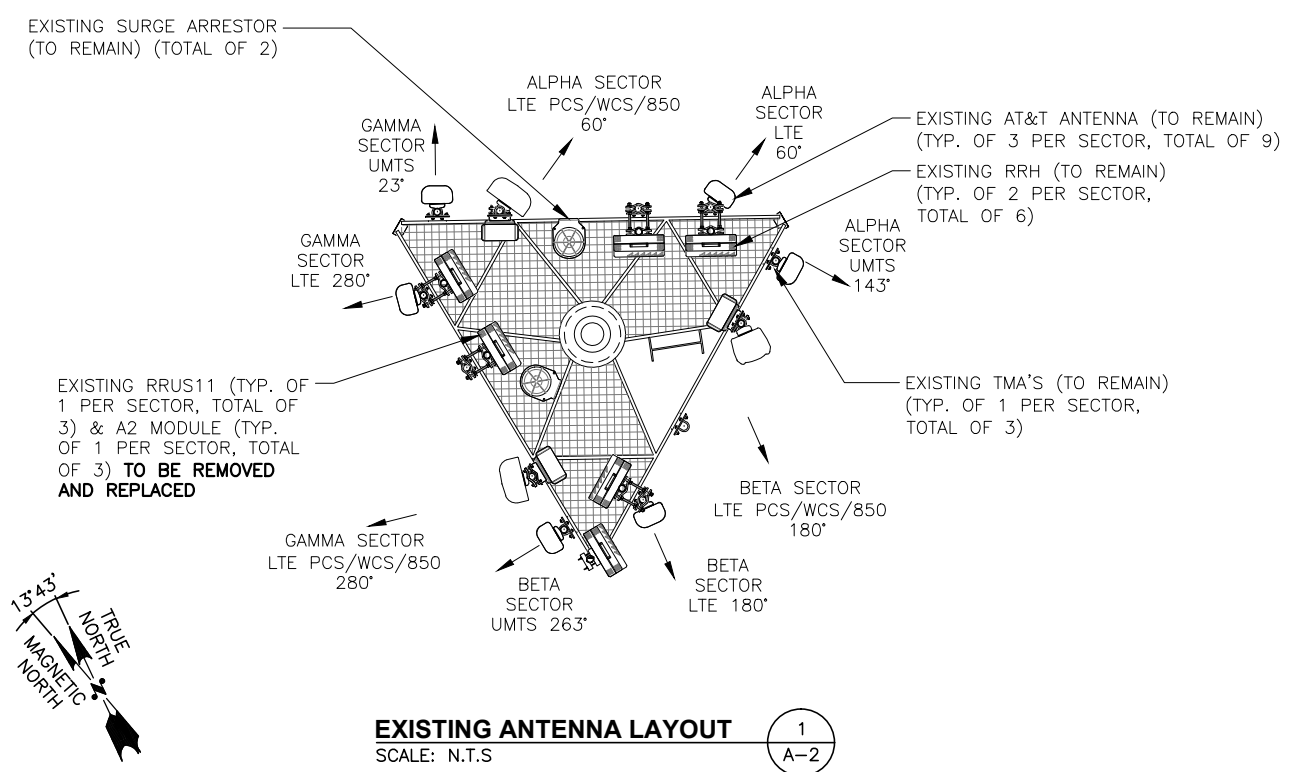 EXISTING SURGE ARRESTOR
(TO REMAIN) (TOTAL OF 2)
ALPHA SECTOR
LTE PCS/WCS/850
60°
ALPHA
SECTOR
LTE
60°
GAMMA
SECTOR
UMTS
23°
EXISTING AT&T ANTENNA (TO REMAIN)
(TYP. OF 3 PER SECTOR, TOTAL OF 9)
EXISTING RRH (TO REMAIN)
(TYP. OF 2 PER SECTOR,
TOTAL OF 6)
ALPHA
SECTOR
UMTS
143°
GAMMA
SECTOR
LTE 280°
EXISTING RRUS11 (TYP. OF
1 PER SECTOR, TOTAL OF
3) & A2 MODULE (TYP.
OF 1 PER SECTOR, TOTAL
OF 3) TO BE REMOVED
AND REPLACED
EXISTING TMA'S (TO REMAIN)
(TYP. OF 1 PER SECTOR,
TOTAL OF 3)
BETA SECTOR
LTE PCS/WCS/850
180°
GAMMA SECTOR
LTE PCS/WCS/850
280°
BETA
SECTOR
UMTS 263°
BETA
SECTOR
LTE 180°
13°43'
TRUE
NORTH
MAGNETIC
NORTH
N
EXISTING ANTENNA LAYOUT
SCALE: N.T.S
1
A-2